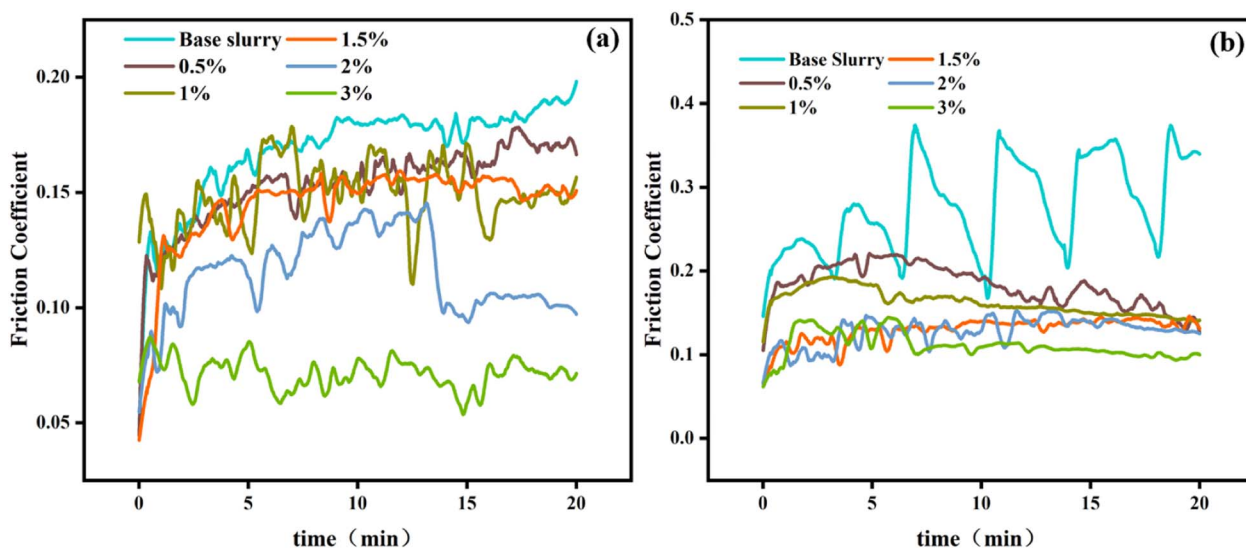 (a)
Base slurry 1.5%
0.5% 2%
1% 3%
0.20
0.15
0.10
0.05
Friction Coefficient
0 5 10 15 20
time（min）
(b)
Base Slurry 1.5%
0.5% 2%
1% 3%
0.5
0.4
0.3
0.2
0.1
0.0
Friction Coefficient
0 5 10 15 20
time（min）